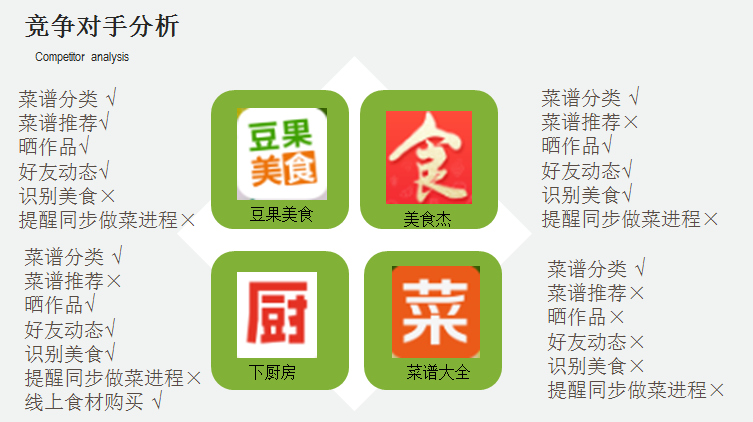 竞争对手分析
Competitor analysis
菜谱分类 √
菜谱推荐√
晒作品√
好友动态√
识别美食×
提醒同步做菜进程×
豆果
美食
豆果美食
食
美食杰
菜谱分类 √
菜谱推荐×
晒作品√
好友动态√
识别美食√
提醒同步做菜进程×
菜谱分类 √
菜谱推荐×
晒作品√
好友动态√
识别美食√
提醒同步做菜进程×
线上食材购买 √
厨
下厨房
菜
菜谱大全
菜谱分类 √
菜谱推荐×
晒作品×
好友动态×
识别美食×
提醒同步做菜进程×